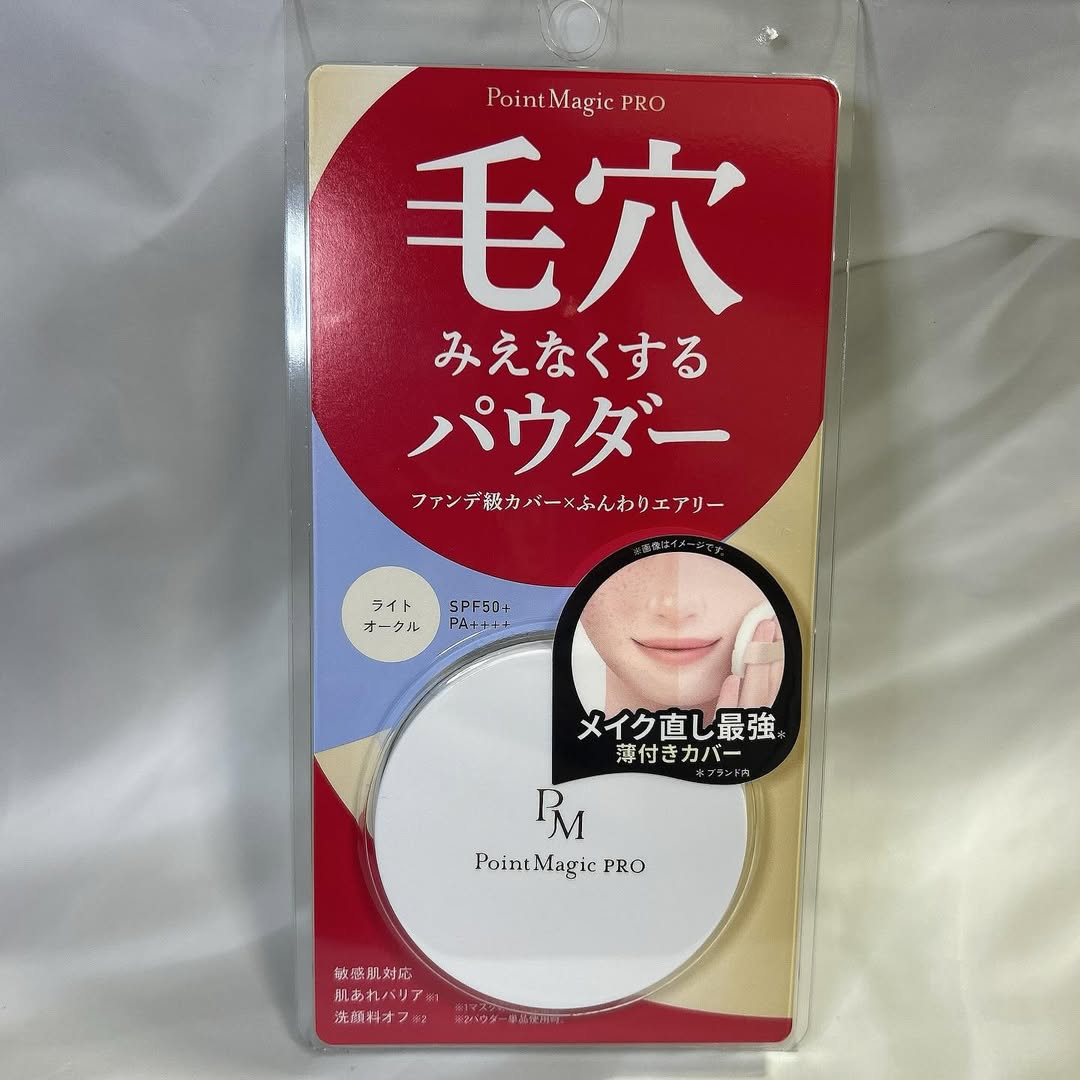 PointMagic PRO
毛穴
みえなくする
パウダー
ファンデ級カバー×ふんわりエアリー
※画像はイメージです。
ライト
オークル
SPF50+
PA++++
メイク直し最強*
薄付きカバー
*ブランド内
PM
PointMagic PRO
敏感肌対応
肌あれバリア※1
洗顔料オフ※2
※1マスク
※2パウダー単品使用時。